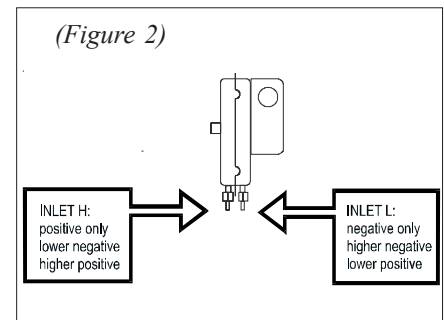 (Figure 2)
INLET H:
positive only
lower negative
higher positive
INLET L:
negative only
higher negative
lower positive